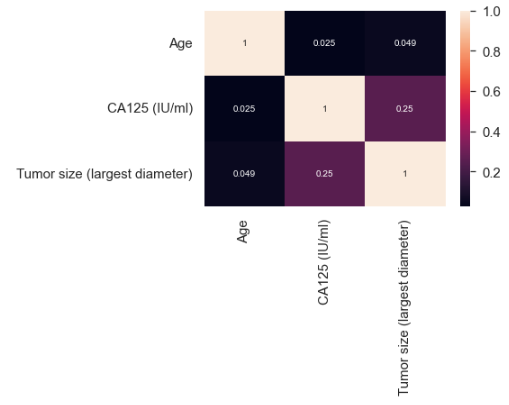 Age
CA125 (IU/ml)
Tumor size (largest diameter)
1 0.025 0.049
0.025 1 0.25
0.049 0.25 1
Age
CA125 (IU/ml)
Tumor size (largest diameter)
1.0
0.8
0.6
0.4
0.2